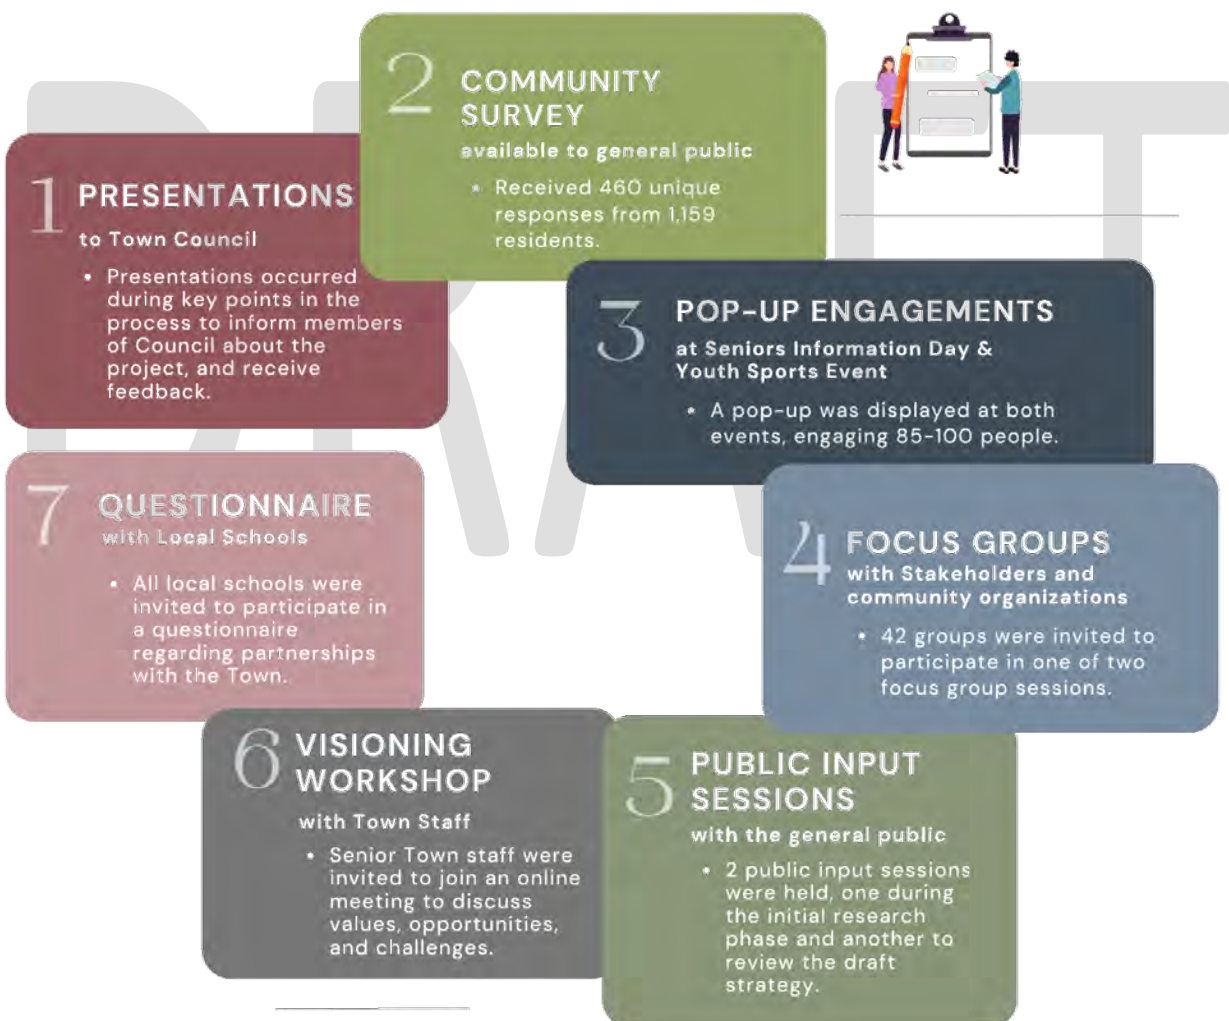 DRAFT
1
PRESENTATIONS
to Town Council
• Presentations occurred
during key points in the
process to inform members
of Council about the
project, and receive
feedback.
2
COMMUNITY
SURVEY
available to general public
• Received 460 unique
responses from 1,159
residents.
3
POP-UP ENGAGEMENTS
at Seniors Information Day &
Youth Sports Event
• A pop-up was displayed at both
events, engaging 85-100 people.
4
FOCUS GROUPS
with Stakeholders and
community organizations
• 42 groups were invited to
participate in one of two
focus group sessions.
5
PUBLIC INPUT
SESSIONS
with the general public
• 2 public input sessions
were held, one during
the initial research
phase and another to
review the draft
strategy.
6
VISIONING
WORKSHOP
with Town Staff
• Senior Town staff were
invited to join an online
meeting to discuss
values, opportunities,
and challenges.
7
QUESTIONNAIRE
with Local Schools
• All local schools were
invited to participate in
a questionnaire
regarding partnerships
with the Town.